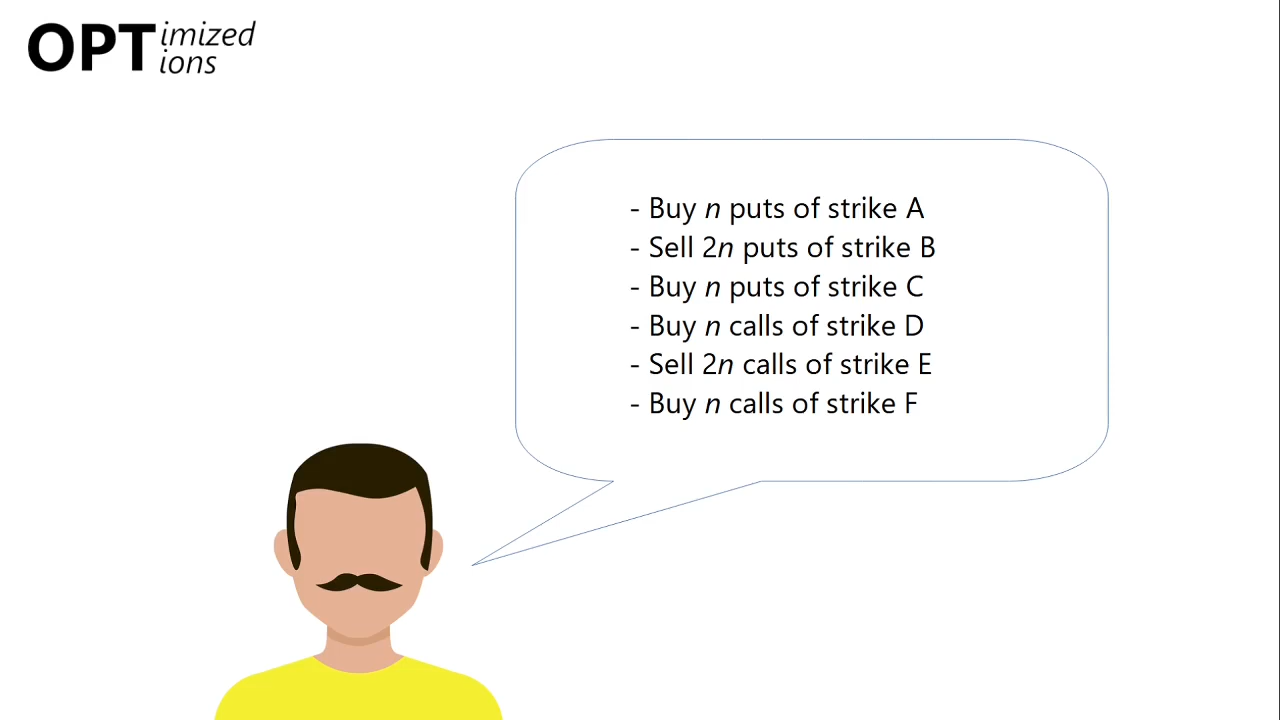 OPTimized
ions
- Buy n puts of strike A
- Sell 2n puts of strike B
- Buy n puts of strike C
- Buy n calls of strike D
- Sell 2n calls of strike E
- Buy n calls of strike F